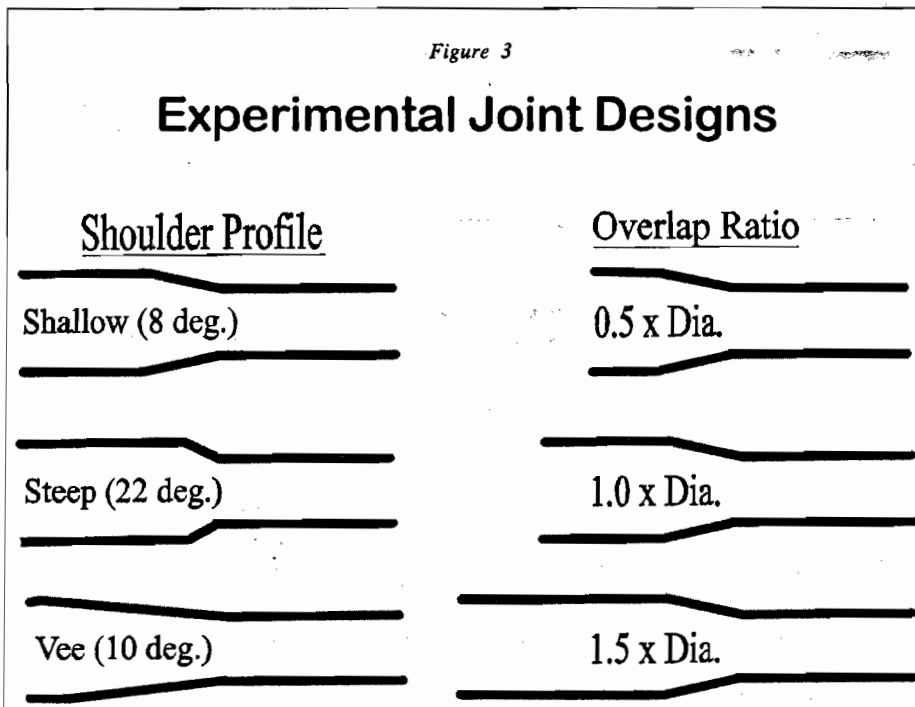 Figure 3
Experimental Joint Designs
Shoulder Profile
Shallow (8 deg.)
Steep (22 deg.)
Vee (10 deg.)
Overlap Ratio
0.5 x Dia.
1.0 x Dia.
1.5 x Dia.